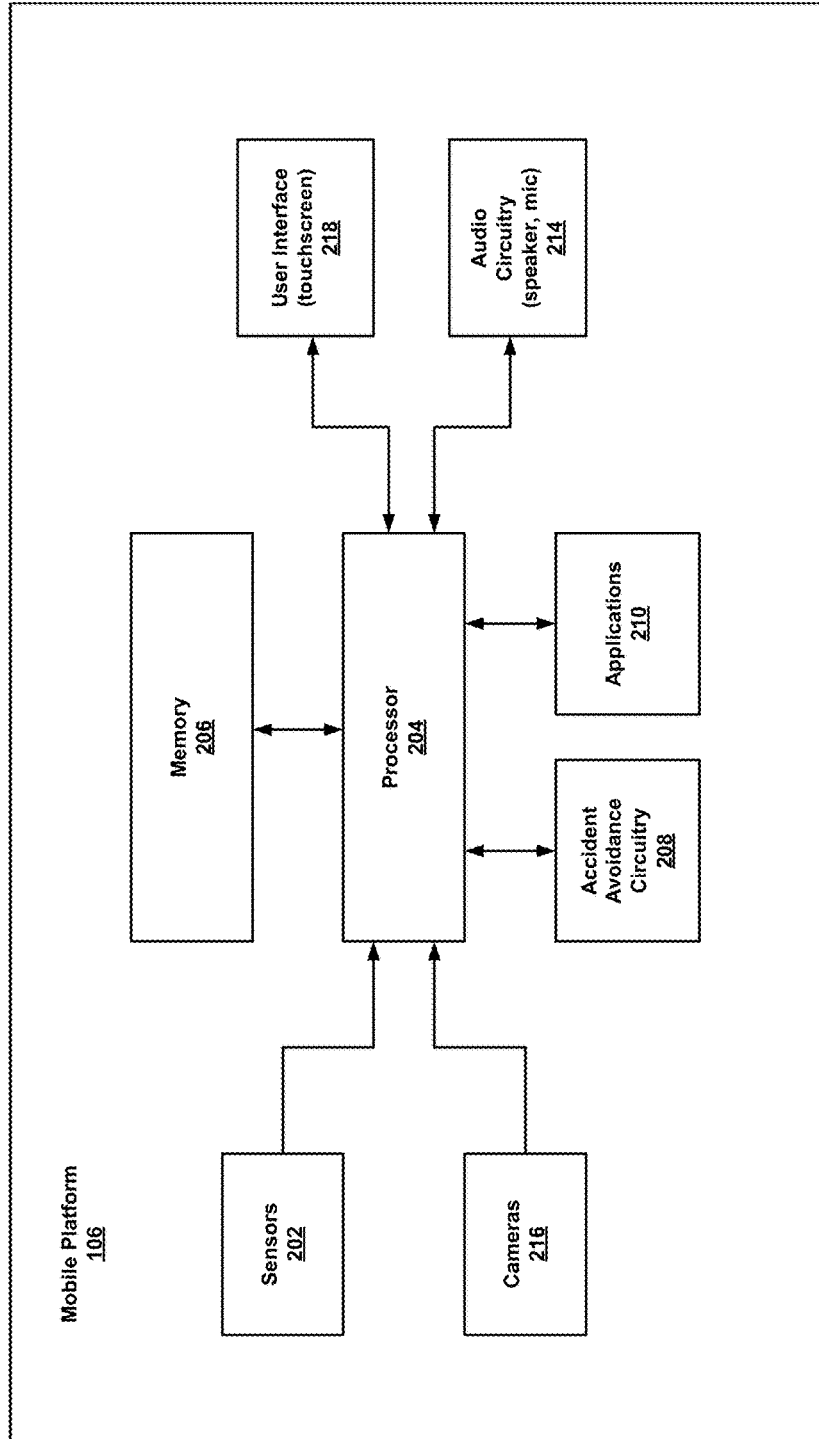 Mobile Platform
106
Sensors
202
Cameras
216
Memory
206
Processor
204
Accident
Avoidance
Circuitry
208
Applications
210
User Interface
(touchscreen)
218
Audio
Circuitry
(speaker, mic)
214